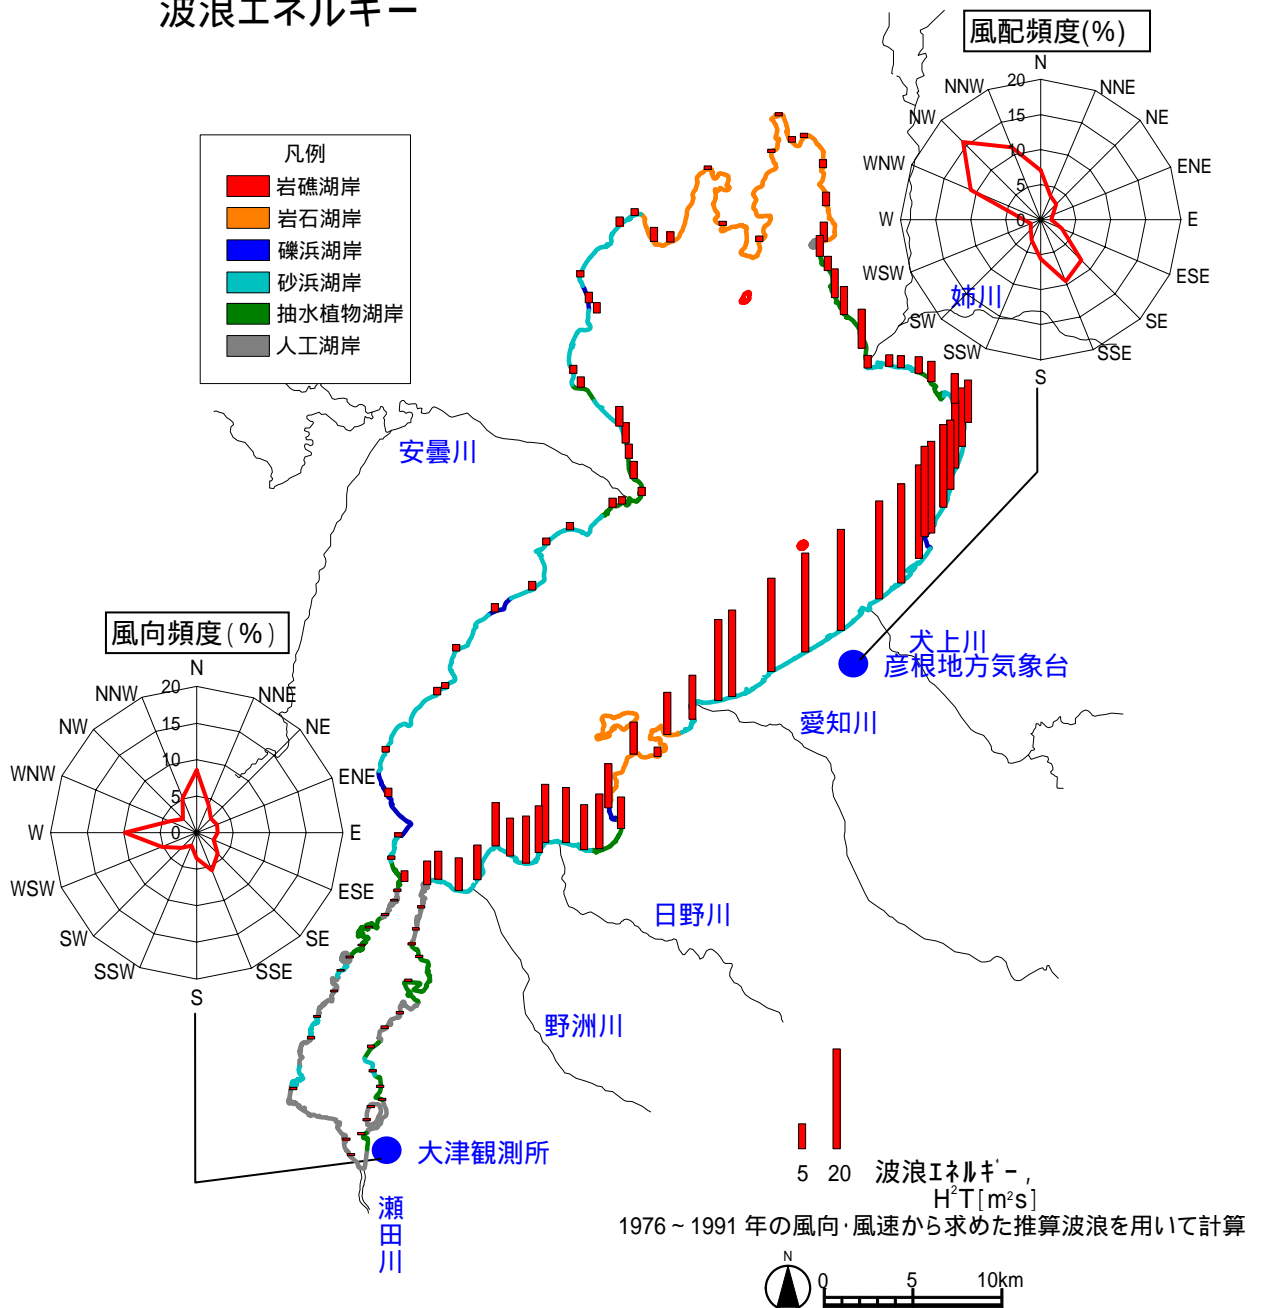 波浪エネルギー
風配頻度(%)
N
NNE
NE
ENE
E
ESE
SE
SSE
S
SSW
SW
WSW
W
WNW
NW
NNW
20
15
10
5
0
凡例
岩礁湖岸
岩石湖岸
礫浜湖岸
砂浜湖岸
抽水植物湖岸
人工湖岸
姉川
安曇川
犬上川
彦根地方気象台
愛知川
風向頻度(%)
N
NNE
NE
ENE
E
ESE
SE
SSE
S
SSW
SW
WSW
W
WNW
NW
NNW
20
15
10
5
0
日野川
野洲川
大津観測所
瀬田川
5 20 波浪エネルギー,
H²T[m²s]
1976~1991 年の風向・風速から求めた推算波浪を用いて計算
N
0 5 10km